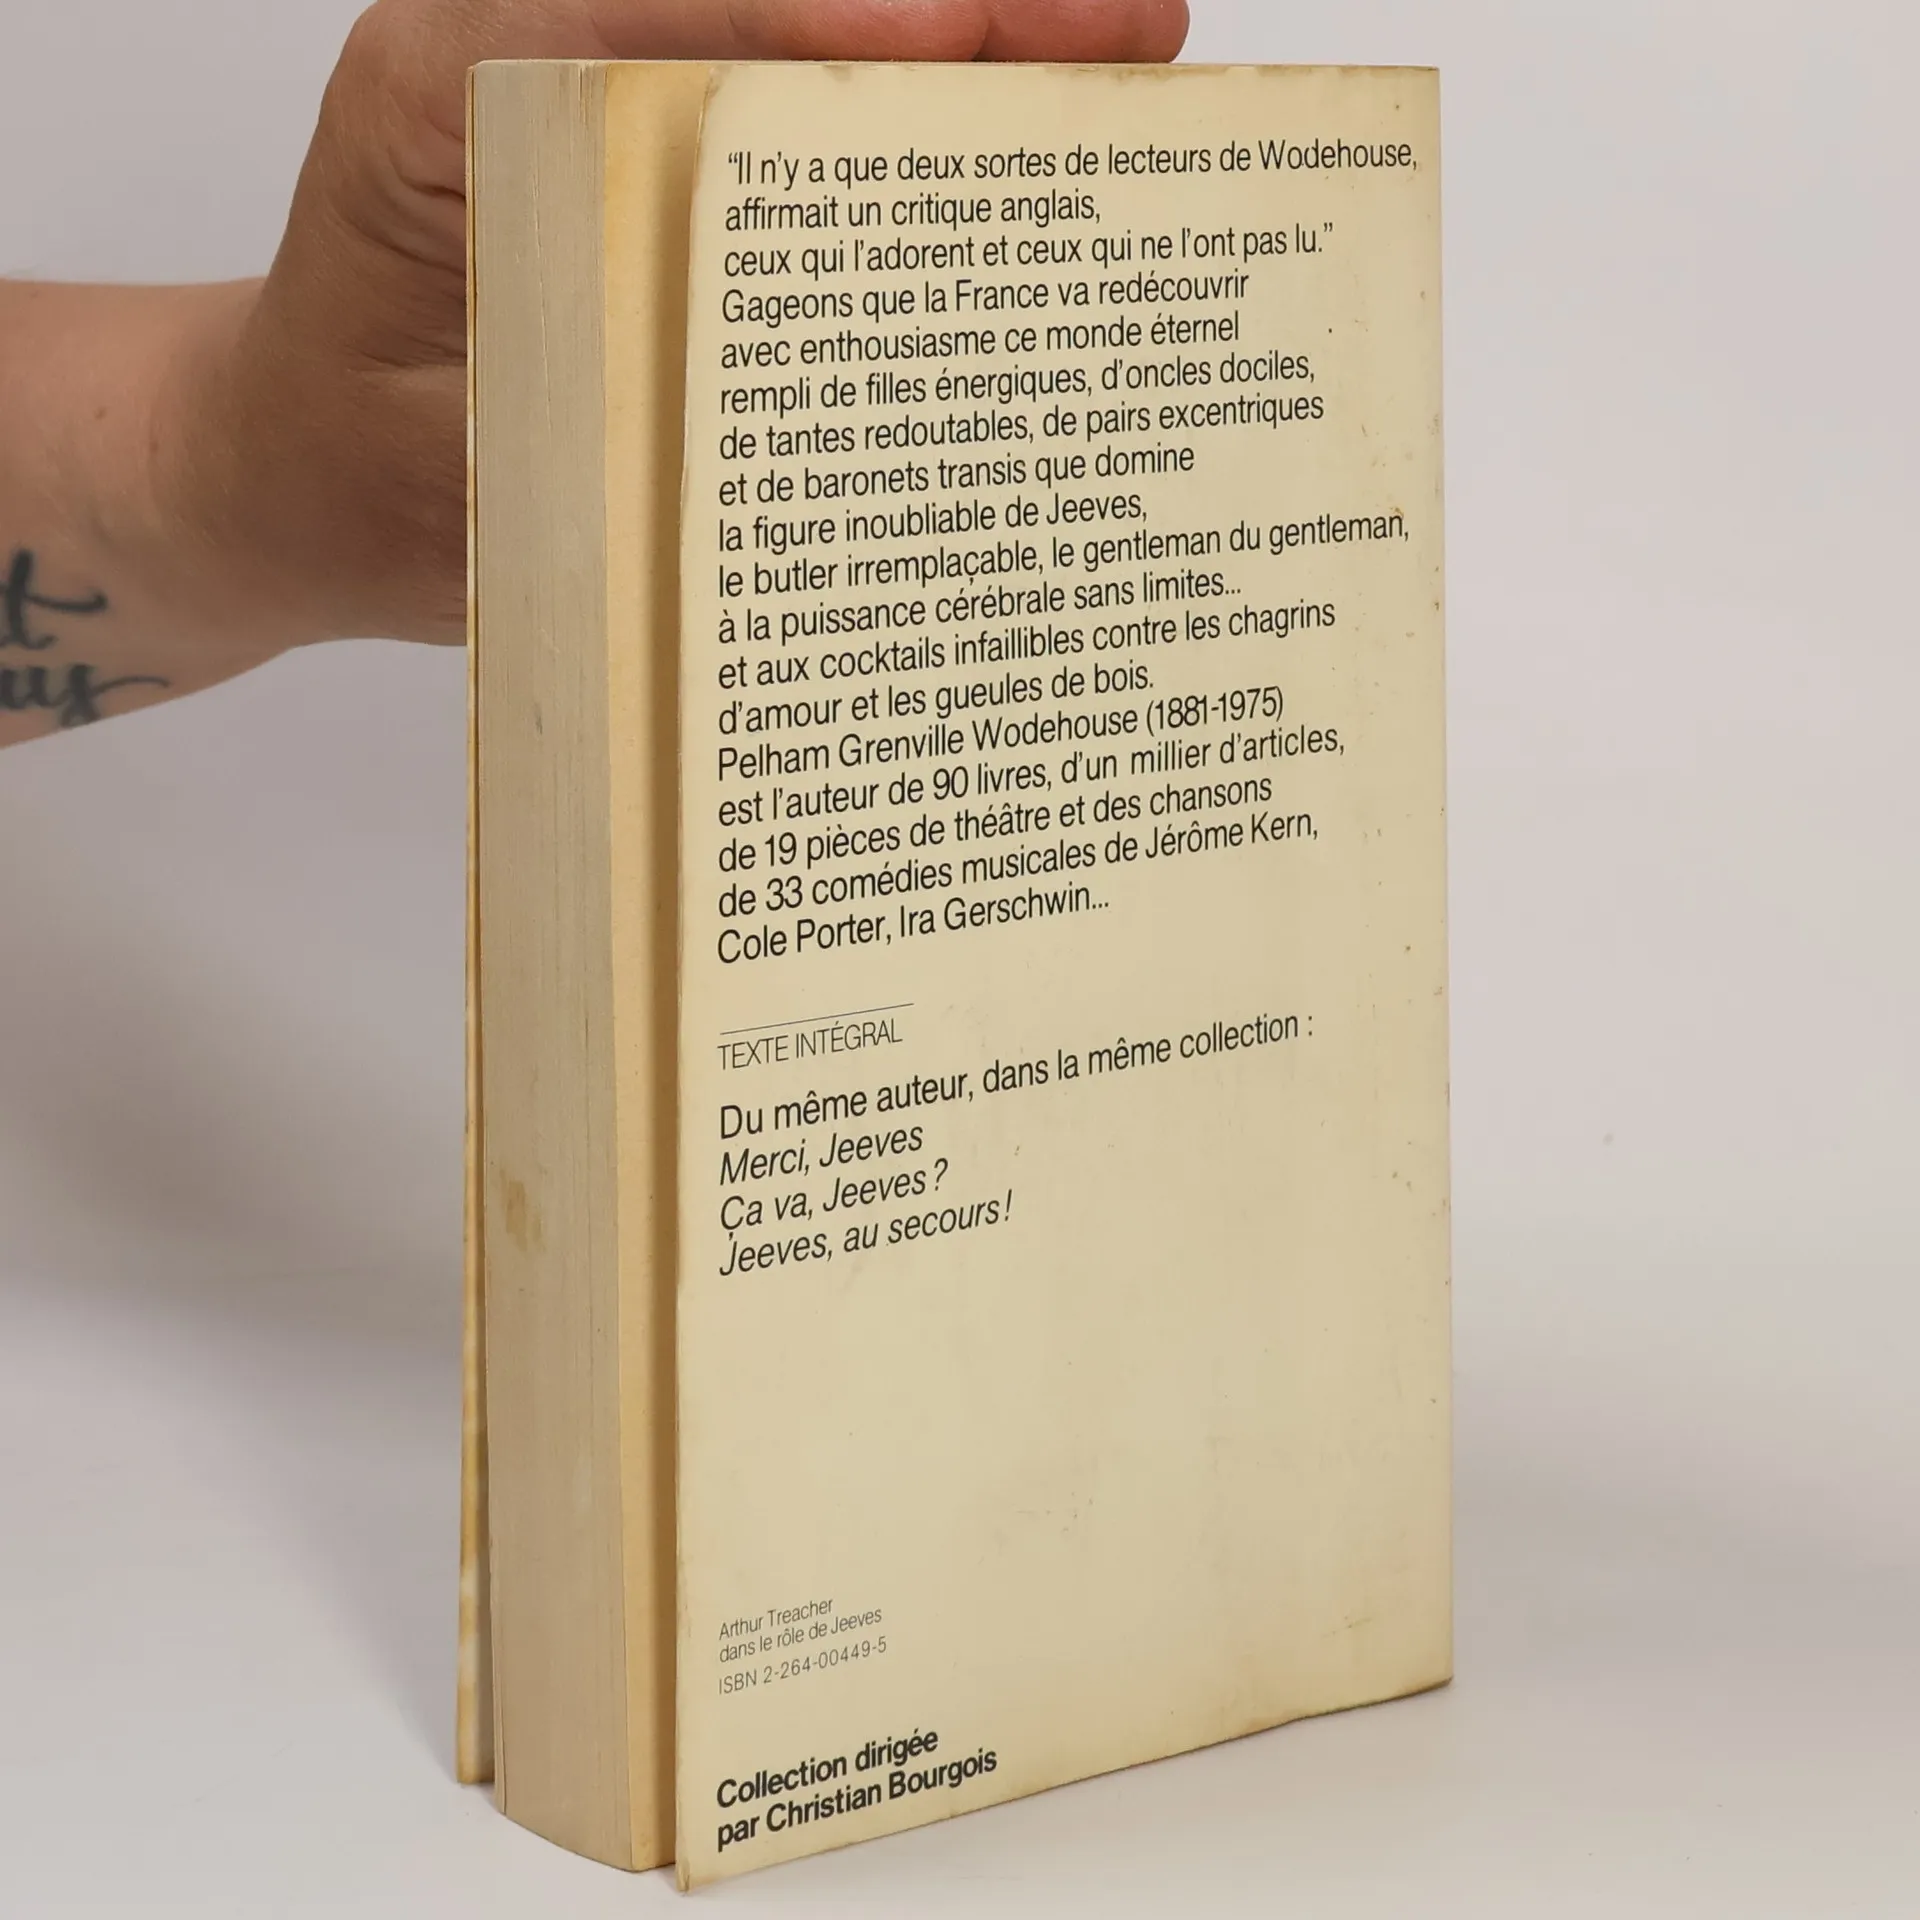 “Il n’y a que deux sortes de lecteurs de Wodehouse,
affirmait un critique anglais,
ceux qui l’adorent et ceux qui ne l’ont pas lu.”
Gageons que la France va redécouvrir
avec enthousiasme ce monde éternel
rempli de filles énergiques, d’oncles dociles,
de tantes redoutables, de pairs excentriques
et de baronets transis que domine
la figure inoubliable de Jeeves,
le butler irremplaçable, le gentleman du gentleman,
à la puissance cérébrale sans limites...
et aux cocktails infaillibles contre les chagrins
d’amour et les gueules de bois.
Pelham Grenville Wodehouse (1881-1975)
est l’auteur de 90 livres, d’un millier d’articles,
de 19 pièces de théâtre et des chansons
de 33 comédies musicales de Jérôme Kern,
Cole Porter, Ira Gerschwin...
TEXTE INTÉGRAL
Du même auteur, dans la même collection :
Merci, Jeeves
Ça va, Jeeves ?
Jeeves, au secours !
Arthur Treacher
dans le rôle de Jeeves
ISBN 2-264-00449-5
Collection dirigée
par Christian Bourgois